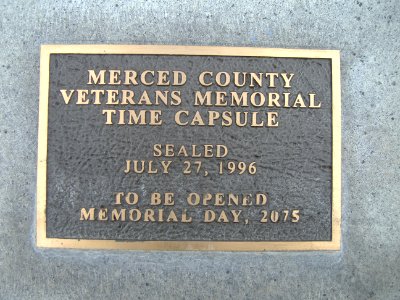 MERCED COUNTY
VETERANS MEMORIAL
TIME CAPSULE
SEALED
JULY 27, 1996
TO BE OPENED
MEMORIAL DAY, 2075